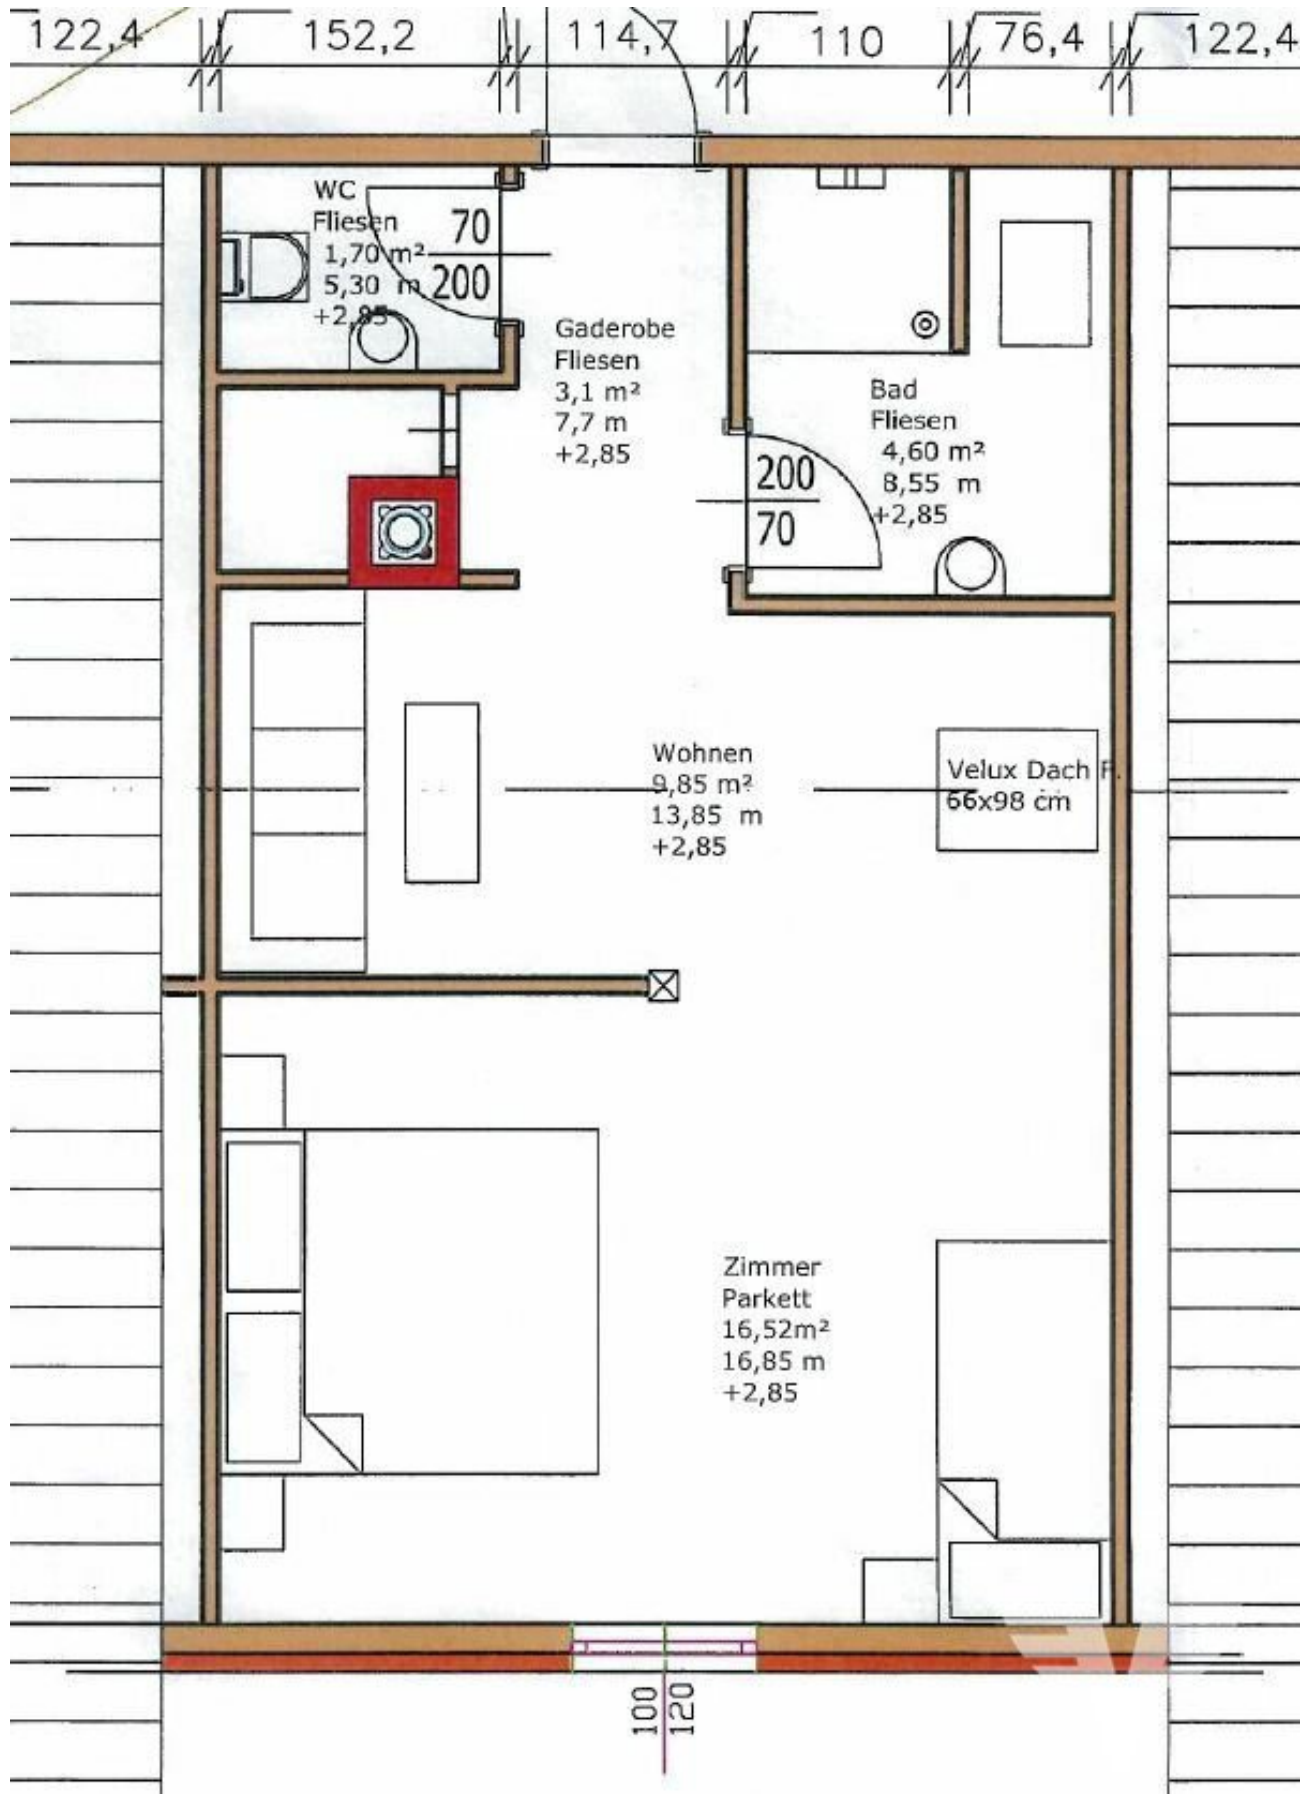 122,4 152,2 114,7 110 76,4 122,4
WC
Fliesen
1,70 m²
5,30 m
+2,85
70
200
Gaderobe
Fliesen
3,1 m²
7,7 m
+2,85
Bad
Fliesen
4,60 m²
8,55 m
+2,85
200
70
Wohnen
9,85 m²
13,85 m
+2,85
Velux Dach F.
66x98 cm
Zimmer
Parkett
16,52m²
16,85 m
+2,85
100
120